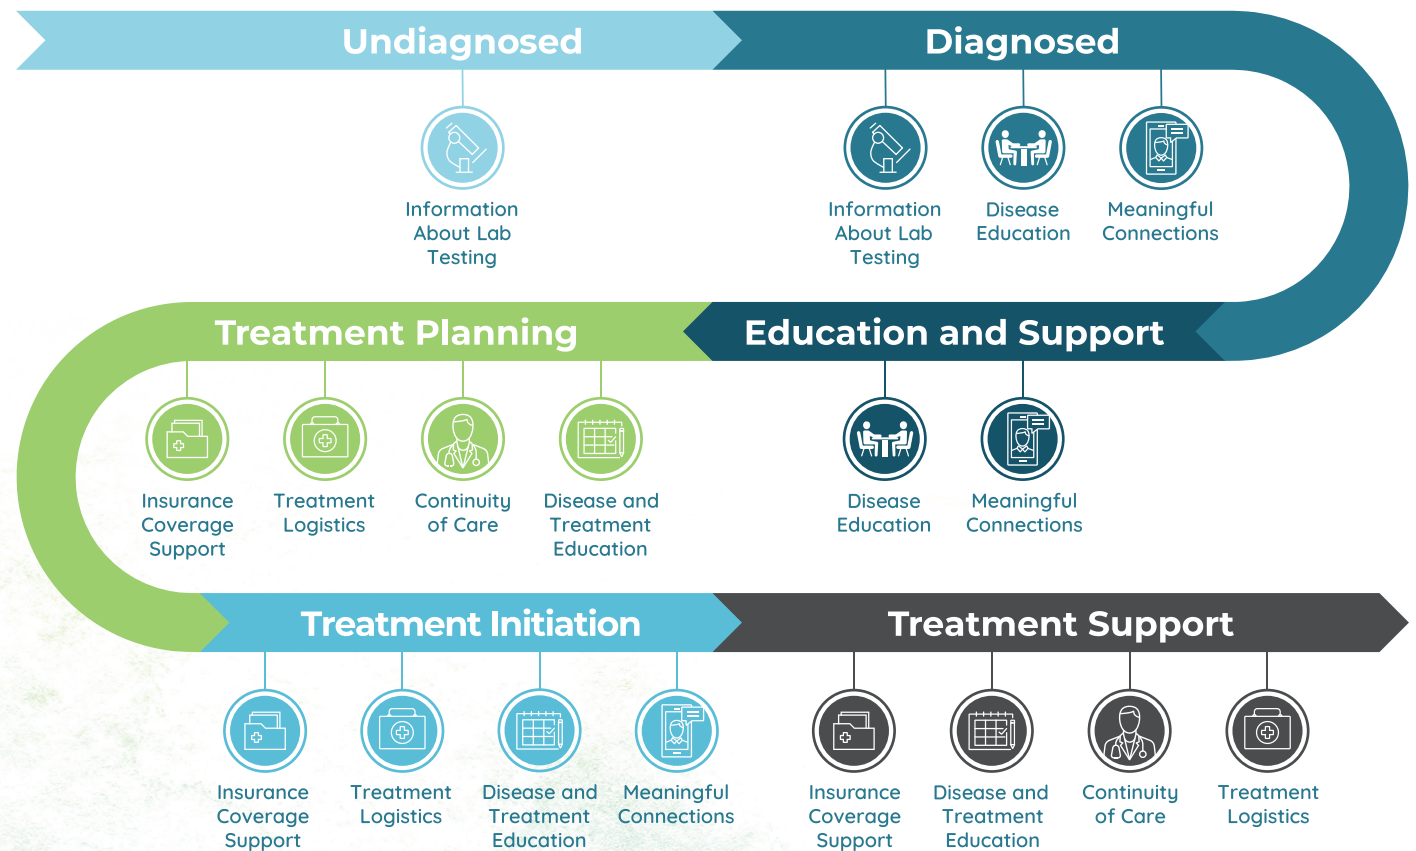 Undiagnosed
Information
About Lab
Testing
Diagnosed
Information
About Lab
Testing
Disease
Education
Meaningful
Connections
Education and Support
Disease
Education
Meaningful
Connections
Treatment Planning
Insurance
Coverage
Support
Treatment
Logistics
Continuity
of Care
Disease and
Treatment
Education
Treatment Initiation
Insurance
Coverage
Support
Treatment
Logistics
Disease and
Treatment
Education
Meaningful
Connections
Treatment Support
Insurance
Coverage
Support
Disease and
Treatment
Education
Continuity
of Care
Treatment
Logistics